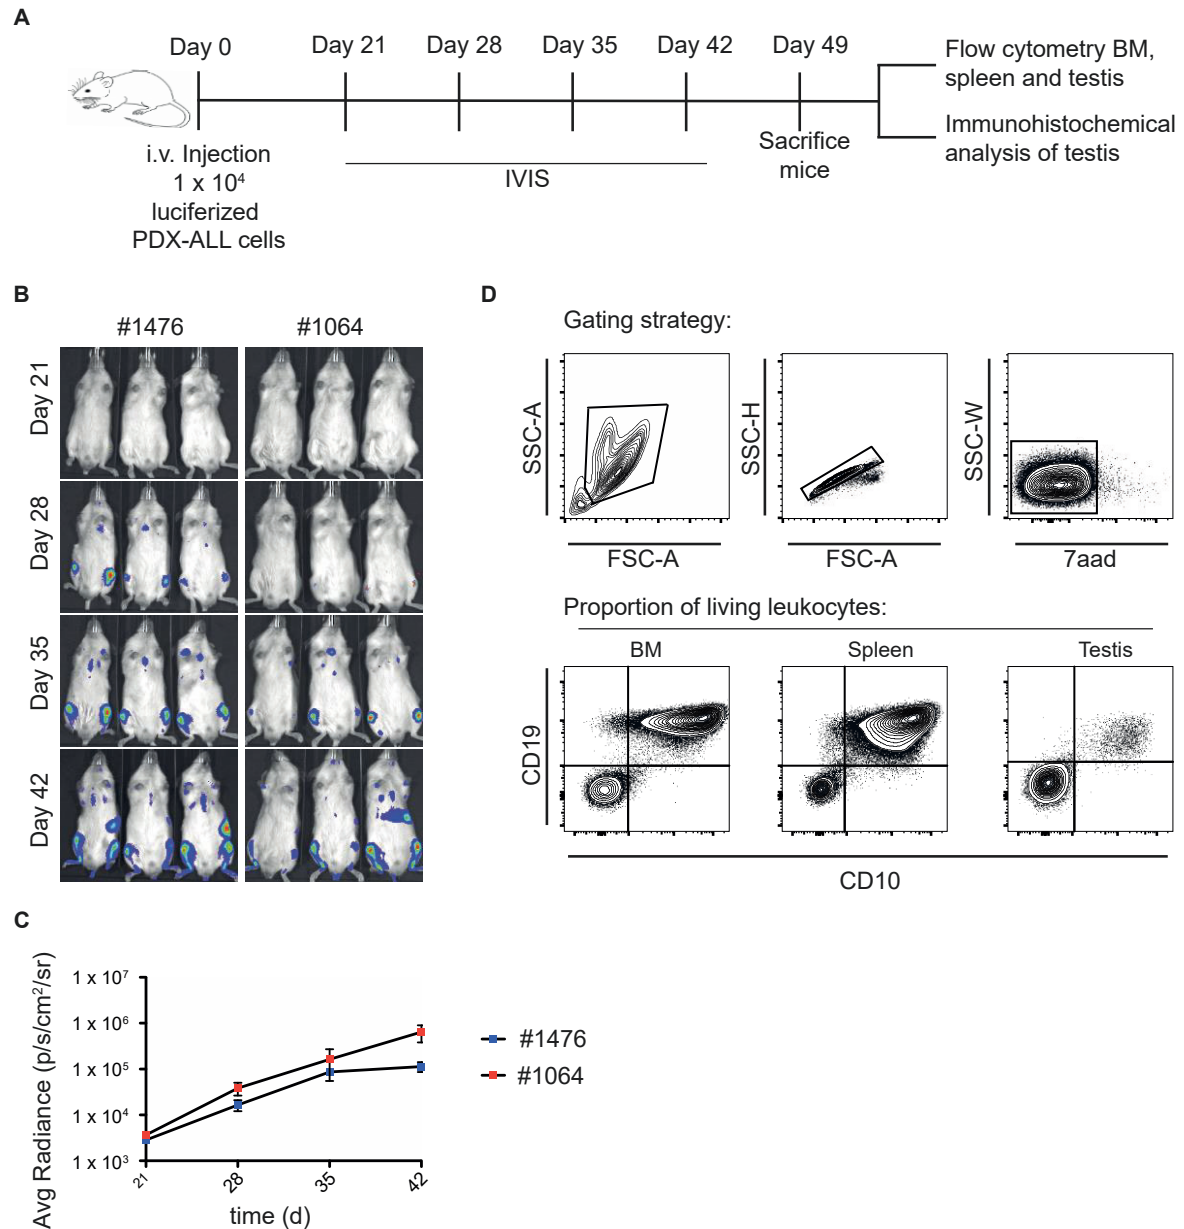 A
Day 0
Day 21
Day 28
Day 35
Day 42
Day 49
Flow cytometry BM,
spleen and testis
Immunohistochemical
analysis of testis
i.v. Injection
1 x 10⁴
luciferized
PDX-ALL cells
IVIS
Sacrifice
mice
B
#1476
#1064
Day 21
Day 28
Day 35
Day 42
C
Avg Radiance (p/s/cm²/sr)
1 x 10⁷
1 x 10⁶
1 x 10⁵
1 x 10⁴
1 x 10³
21
28
35
42
time (d)
#1476
#1064
D
Gating strategy:
SSC-A
FSC-A
SSC-H
FSC-A
SSC-W
7aad
Proportion of living leukocytes:
BM
Spleen
Testis
CD19
CD10